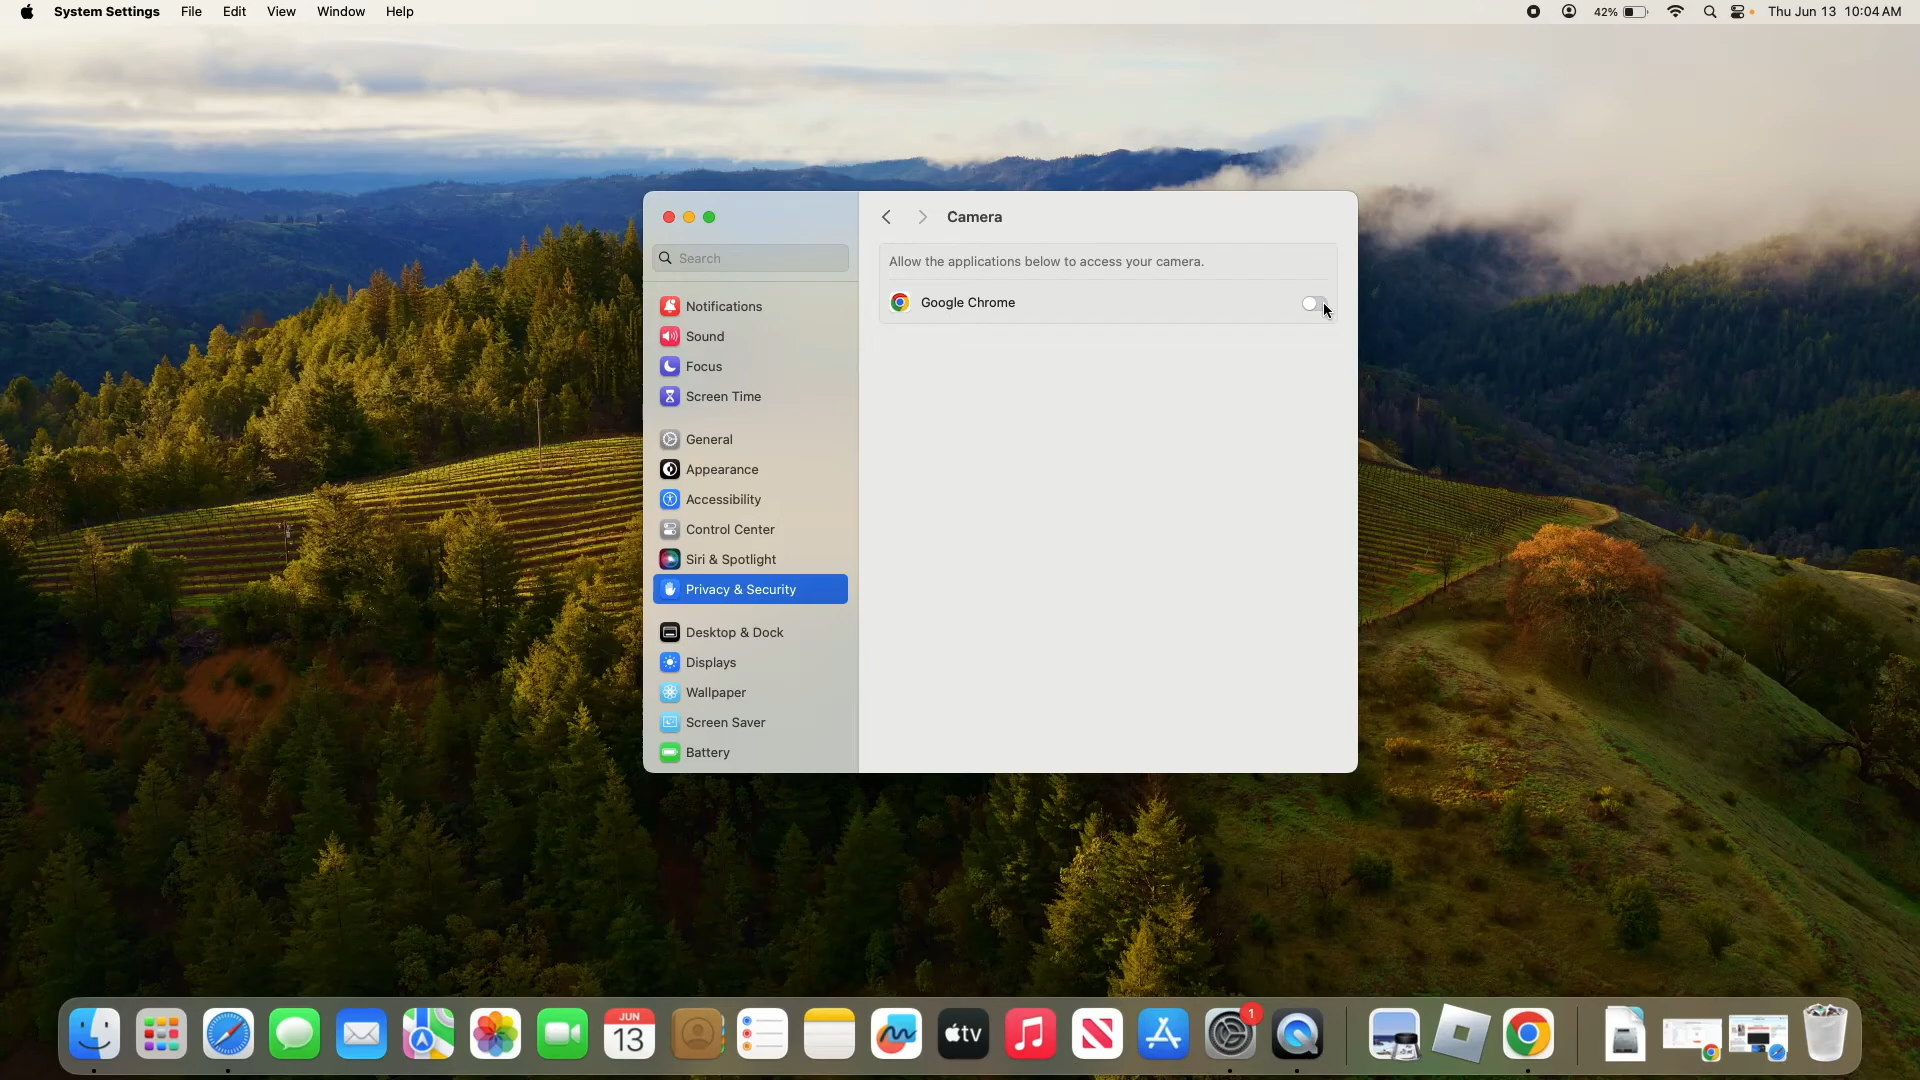 System Settings File Edit View Window Help 42% Thu Jun 13 10:04 AM
Camera
Search
Allow the applications below to access your camera.
Google Chrome
Notifications
Sound
Focus
Screen Time
General
Appearance
Accessibility
Control Center
Siri & Spotlight
Privacy & Security
Desktop & Dock
Displays
Wallpaper
Screen Saver
Battery
JUN
13
tv
1